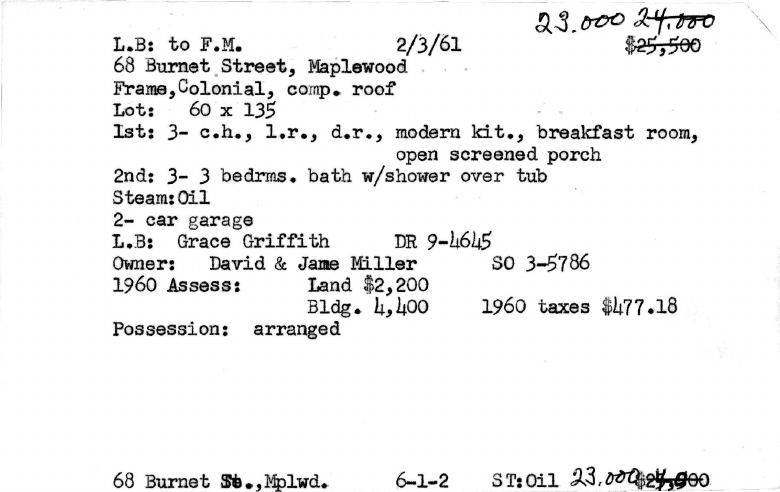 23.000 24.000
L.B: to F.M. 2/3/61 $25,500
68 Burnet Street, Maplewood
Frame,Colonial, comp. roof
Lot: 60 x 135
1st: 3- c.h., l.r., d.r., modern kit., breakfast room,
open screened porch
2nd: 3- 3 bedrms. bath w/shower over tub
Steam:Oil
2- car garage
L.B: Grace Griffith DR 9-4645
Owner: David & Jame Miller SO 3-5786
1960 Assess: Land $2,200
Bldg. 4,400 1960 taxes $477.18
Possession: arranged
68 Burnet St.,Mplwd. 6-1-2 ST:Oil 23.000